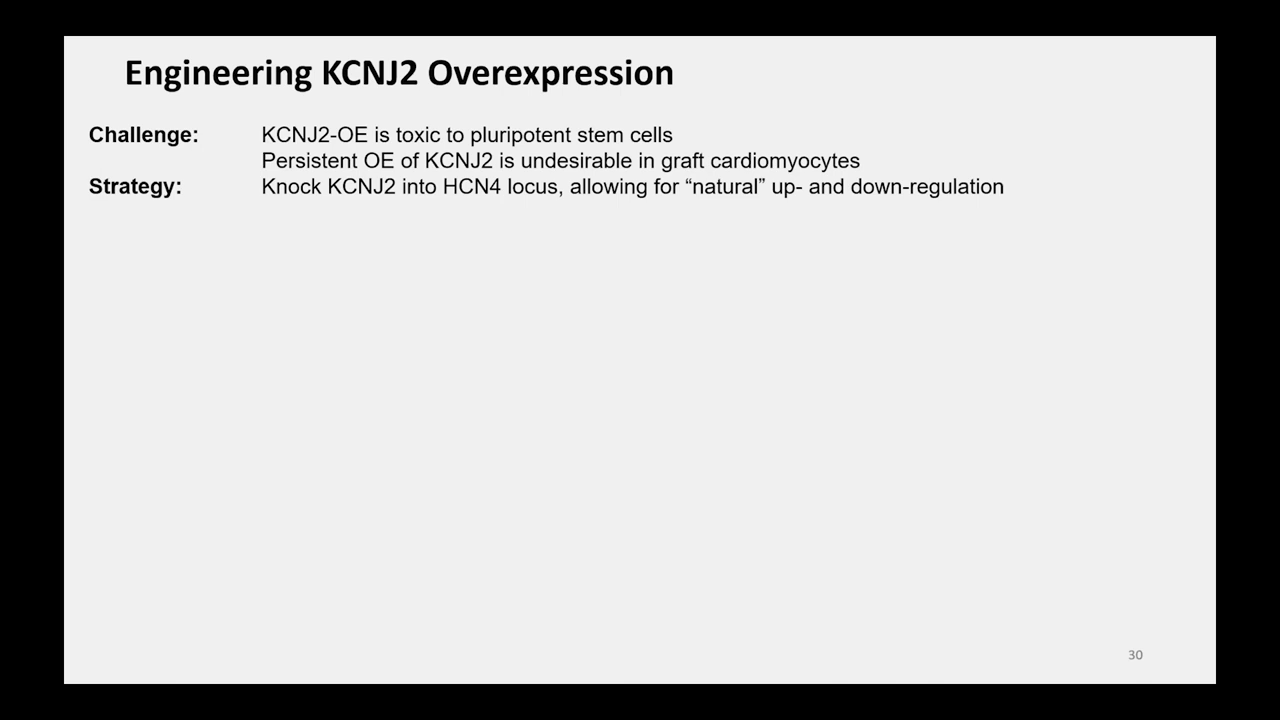 Engineering KCNJ2 Overexpression
Challenge: KCNJ2-OE is toxic to pluripotent stem cells
Persistent OE of KCNJ2 is undesirable in graft cardiomyocytes
Strategy: Knock KCNJ2 into HCN4 locus, allowing for “natural” up- and down-regulation
30